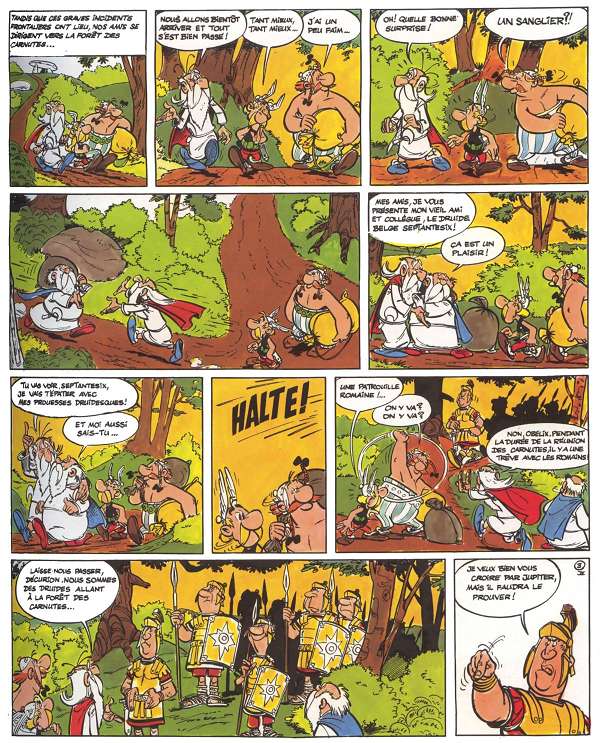 TANDIS QUE CES GRAVES INCIDENTS
FRONTALIERS ONT LIEU, NOS AMIS SE
DIRIGENT VERS LA FORÊT DES
CARNUTES...
NOUS ALLONS BIENTÔT
ARRIVER ET TOUT
S'EST BIEN PASSÉ!
TANT MIEUX,
TANT MIEUX...
J'AI UN
PEU FAIM...
OH! QUELLE BONNE
SURPRISE!
UN SANGLIER?!
MES AMIS, JE VOUS
PRÉSENTE MON VIEIL AMI
ET COLLÈGUE, LE DRUIDE
BELGE SEPTANTESIX!
ÇA EST UN
PLAISIR!
TU VAS VOIR, SEPTANTESIX,
JE VAIS T'ÉPATER AVEC
MES PROUESSES DRUIDESQUES!
ET MOI AUSSI
SAIS-TU...
HALTE!
UNE PATROUILLE
ROMAINE!...
ON Y VA?
ON Y VA?
NON, OBÉLIX. PENDANT
LA DURÉE DE LA RÉUNION
DES CARNUTES, IL Y A UNE
TRÊVE AVEC LES ROMAINS!
LAISSE-NOUS PASSER,
DÉCURION. NOUS SOMMES
DES DRUIDES ALLANT
À LA FORÊT DES
CARNUTES...
JE VEUX BIEN VOUS
CROIRE PAR JUPITER,
MAIS IL FAUDRA LE
PROUVER!